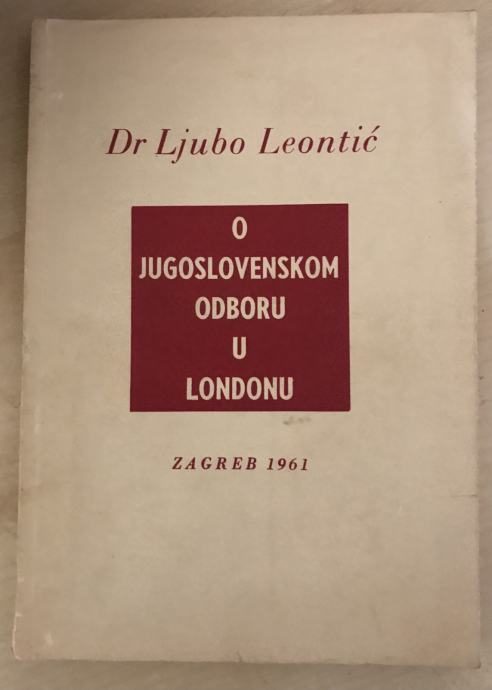 Dr Ljubo Leontić
O
JUGOSLOVENSKOM
ODBORU
U
LONDONU
ZAGREB 1961